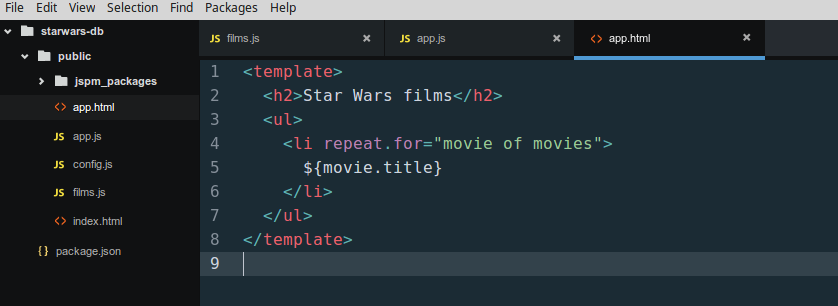 File Edit View Selection Find Packages Help
starwars-db
public
jspm_packages
<> app.html
JS app.js
JS config.js
JS films.js
<> index.html
{} package.json
JS films.js × JS app.js × <> app.html ×
1 <template>
2   <h2>Star Wars films</h2>
3   <ul>
4     <li repeat.for="movie of movies">
5       ${movie.title}
6     </li>
7   </ul>
8 </template>
9